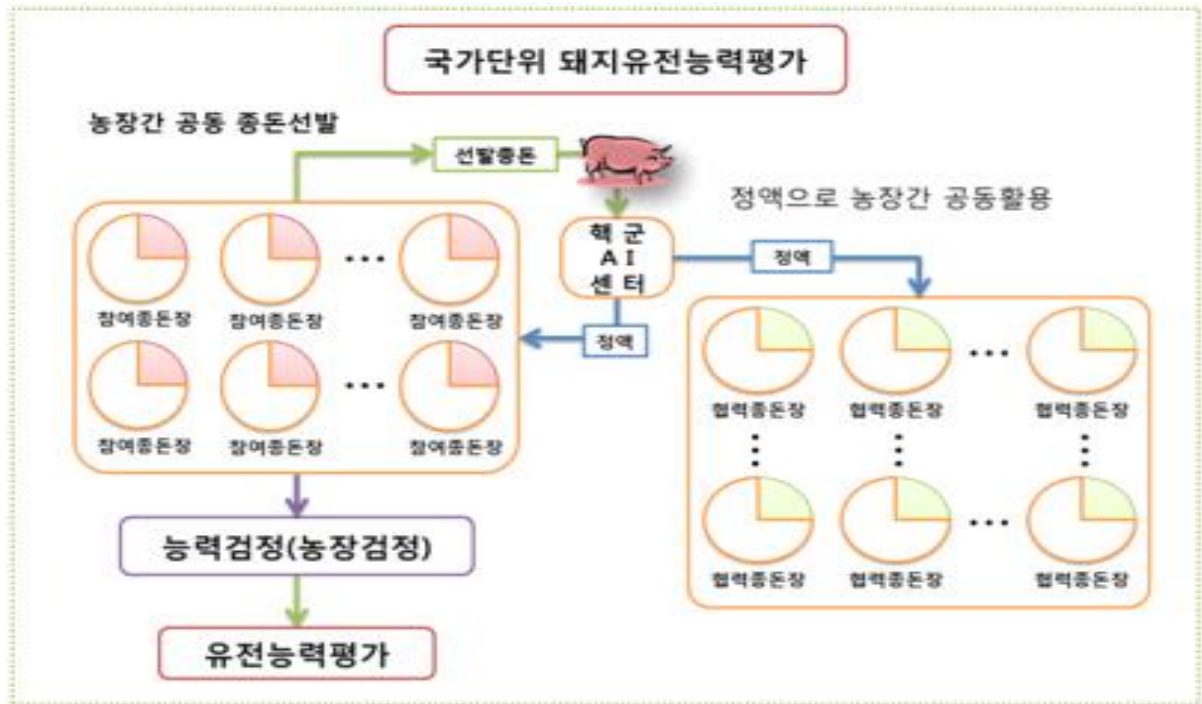 국가단위 돼지유전능력평가
농장간 공동 종돈선발
선발종돈
정액으로 농장간 공동활용
핵군
AI
센터
정액
정액
참여종돈장 참여종돈장 ••• 참여종돈장
참여종돈장 참여종돈장 ••• 참여종돈장
협력종돈장 협력종돈장 ••• 협력종돈장
협력종돈장 협력종돈장 ••• 협력종돈장
능력검정(농장검정)
유전능력평가